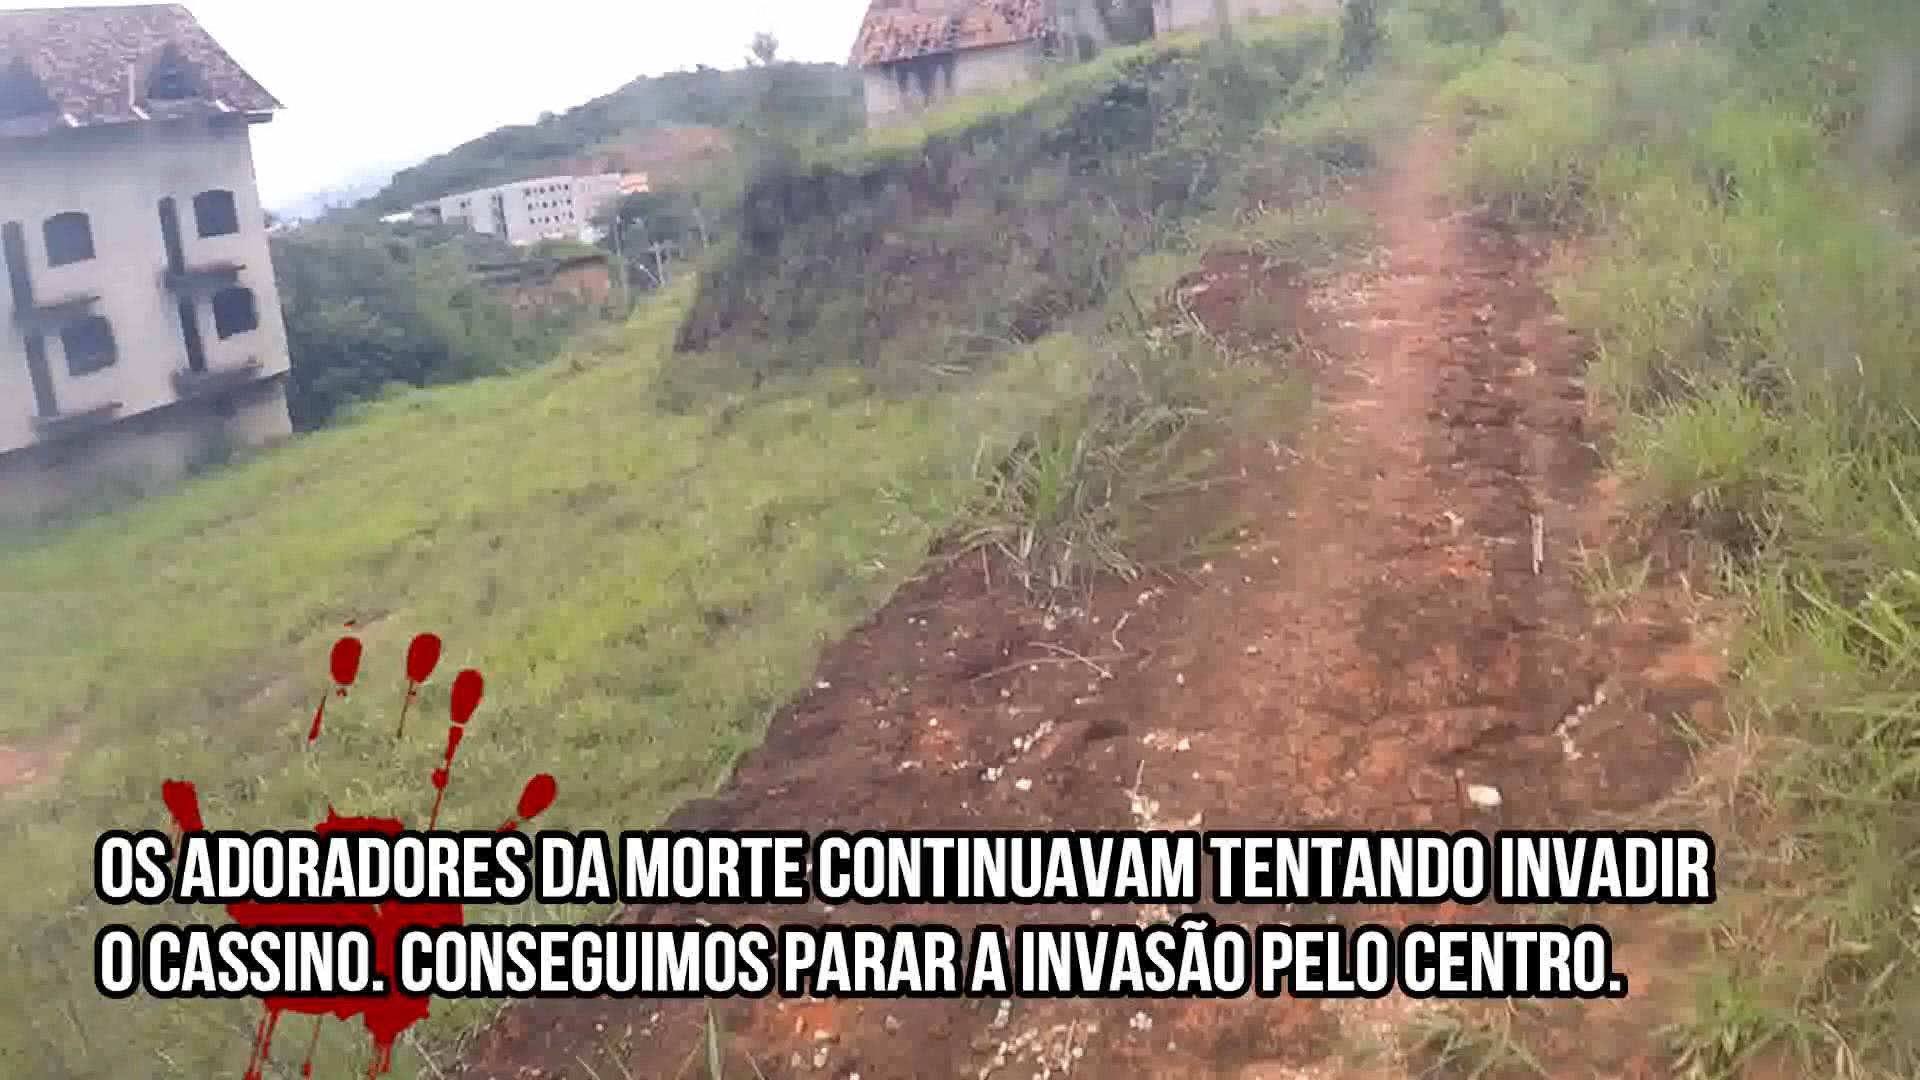 OS ADORADORES DA MORTE CONTINUAVAM TENTANDO INVADIR
O CASSINO. CONSEGUIMOS PARAR A INVASÃO PELO CENTRO.